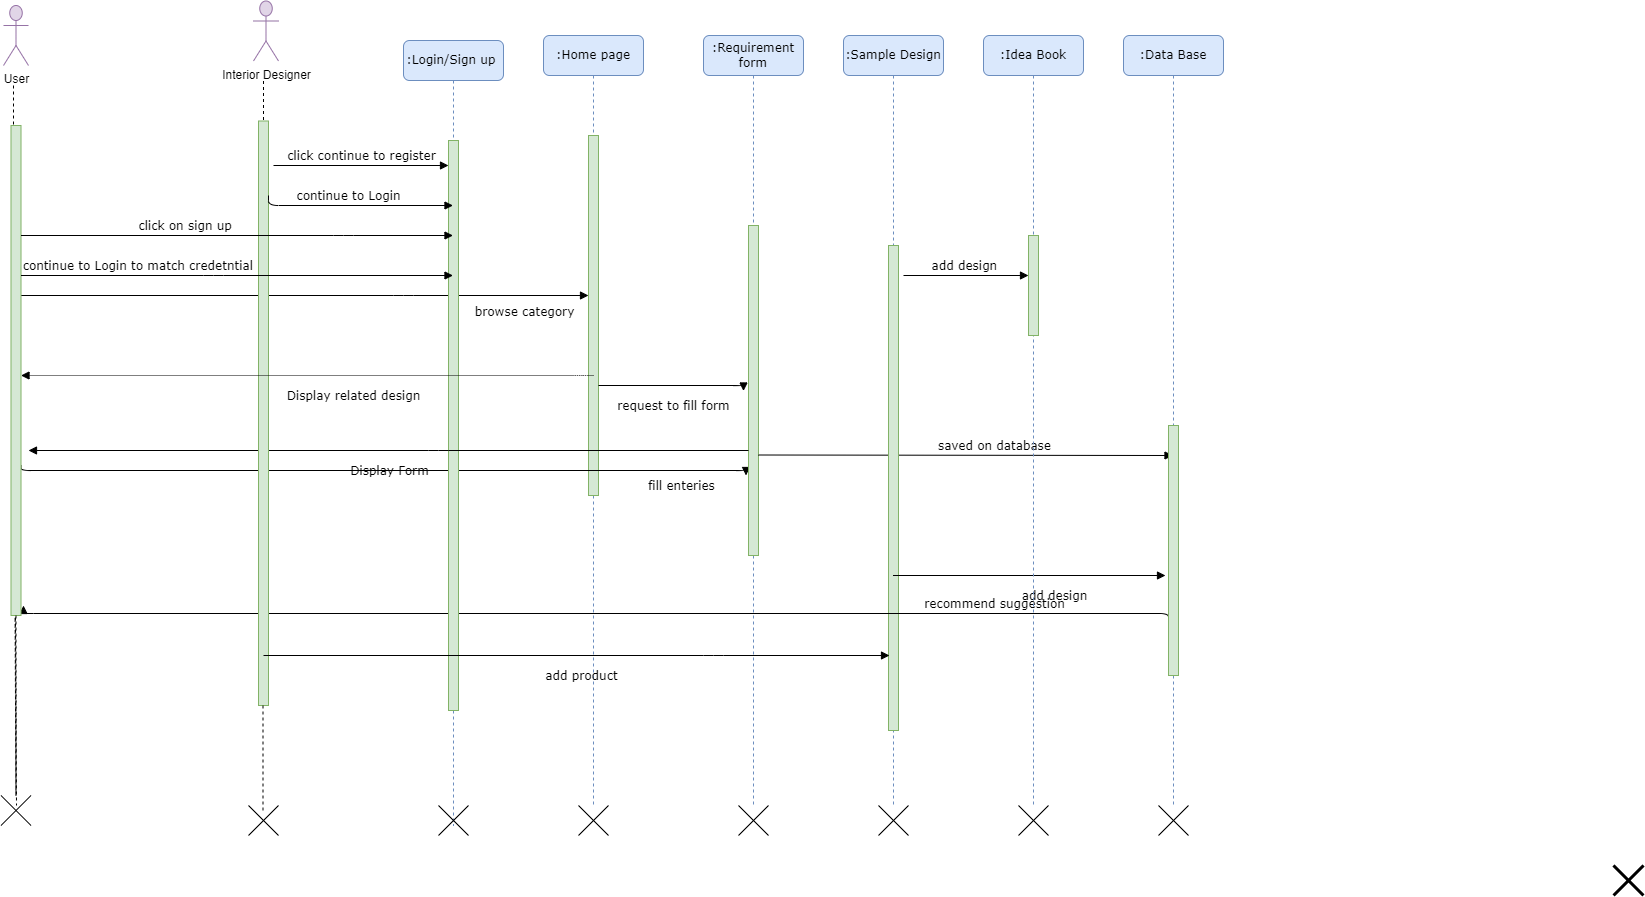 User
Interior Designer
:Login/Sign up
:Home page
:Requirement
form
:Sample Design
:Idea Book
:Data Base
click continue to register
continue to Login
click on sign up
continue to Login to match credetntial
add design
browse category
Display related design
request to fill form
saved on database
Display Form
fill enteries
add design
recommend suggestion
add product